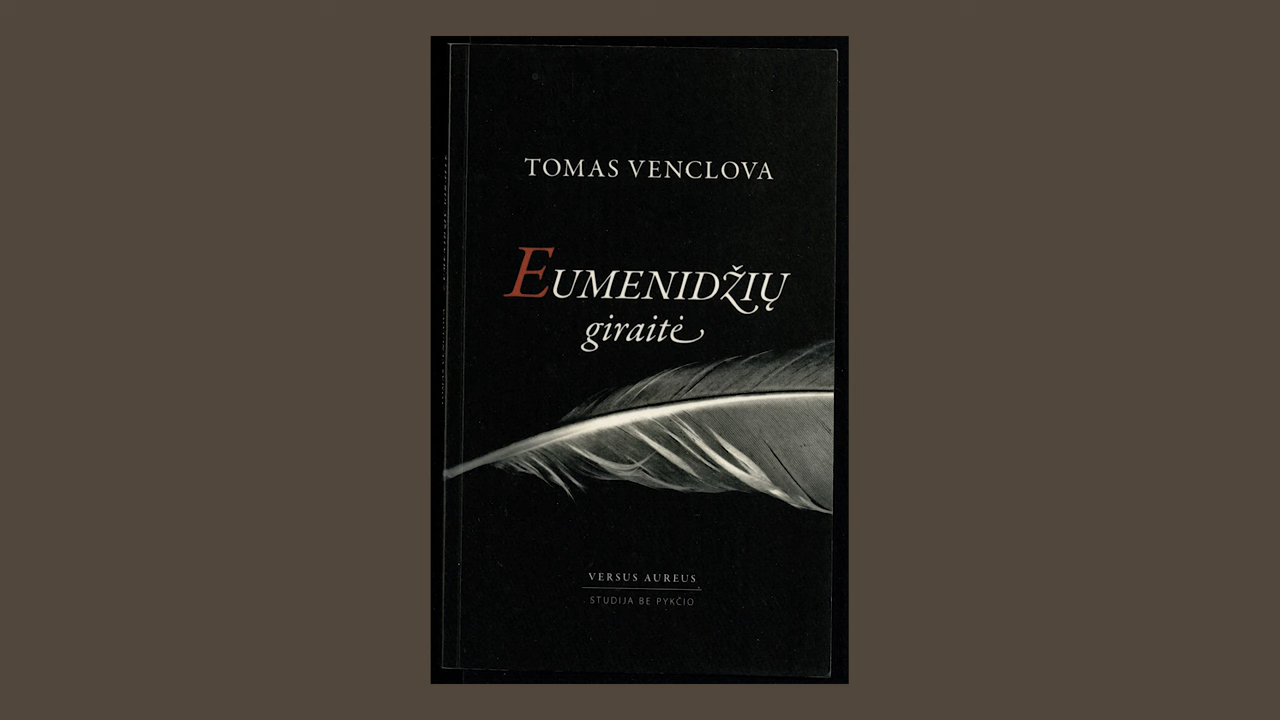 TOMAS VENCLOVA
EUMENIDŽIŲ
giraitė
VERSUS AUREUS
STUDIJA BE PYKČIO